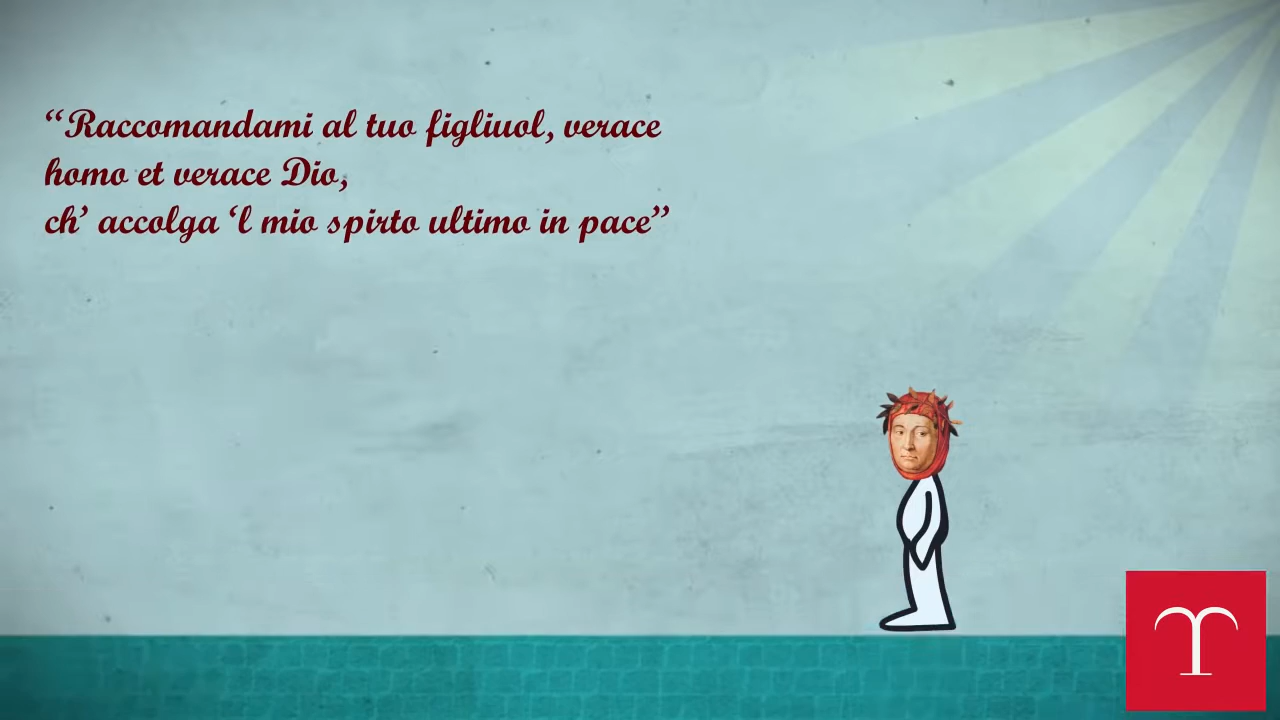 “Raccomandami al tuo figliuol, verace
homo et verace Dio,
ch’ accolga ‘l mio spirto ultimo in pace”